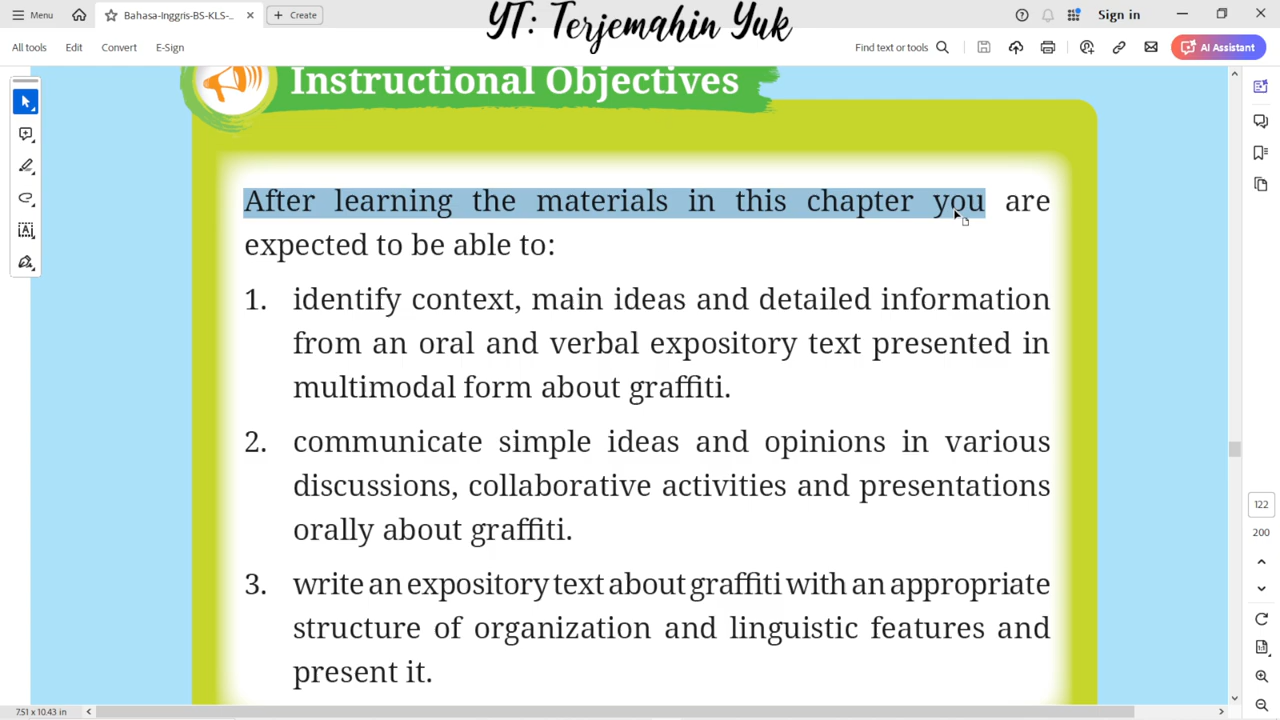 Menu
Bahasa-Inggris-BS-KLS-...
Create
YT: Terjemahin Yuk
Sign in
All tools
Edit
Convert
E-Sign
Find text or tools
AI Assistant
Instructional Objectives
After learning the materials in this chapter you are
expected to be able to:
1. identify context, main ideas and detailed information
from an oral and verbal expository text presented in
multimodal form about graffiti.
2. communicate simple ideas and opinions in various
discussions, collaborative activities and presentations
orally about graffiti.
3. write an expository text about graffiti with an appropriate
structure of organization and linguistic features and
present it.
122
200
7.51 x 10.43 in